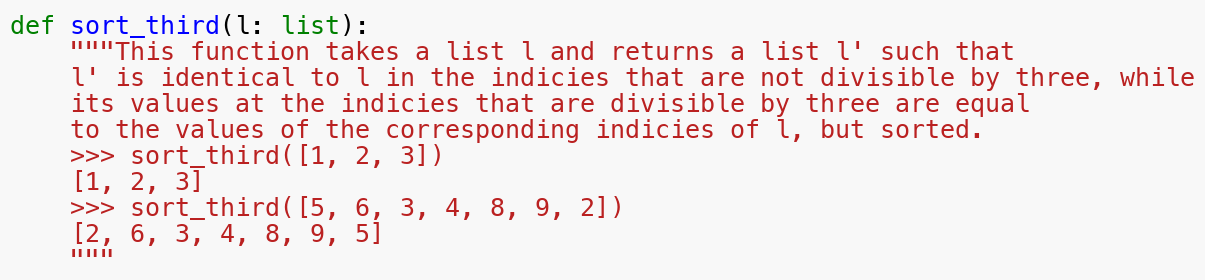 def sort_third(l: list):
    """This function takes a list l and returns a list l' such that
    l' is identical to l in the indicies that are not divisible by three, while
    its values at the indicies that are divisible by three are equal
    to the values of the corresponding indicies of l, but sorted.
    >>> sort_third([1, 2, 3])
    [1, 2, 3]
    >>> sort_third([5, 6, 3, 4, 8, 9, 2])
    [2, 6, 3, 4, 8, 9, 5]
    """